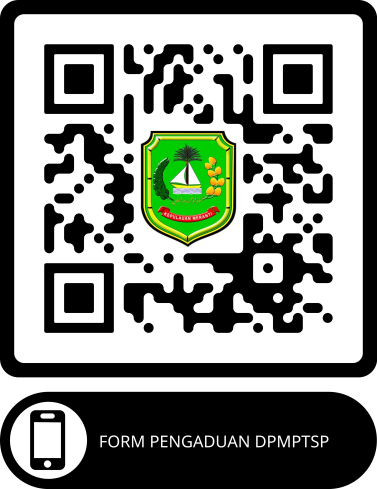 KEPULAUAN MERANTI
FORM PENGADUAN DPMPTSP